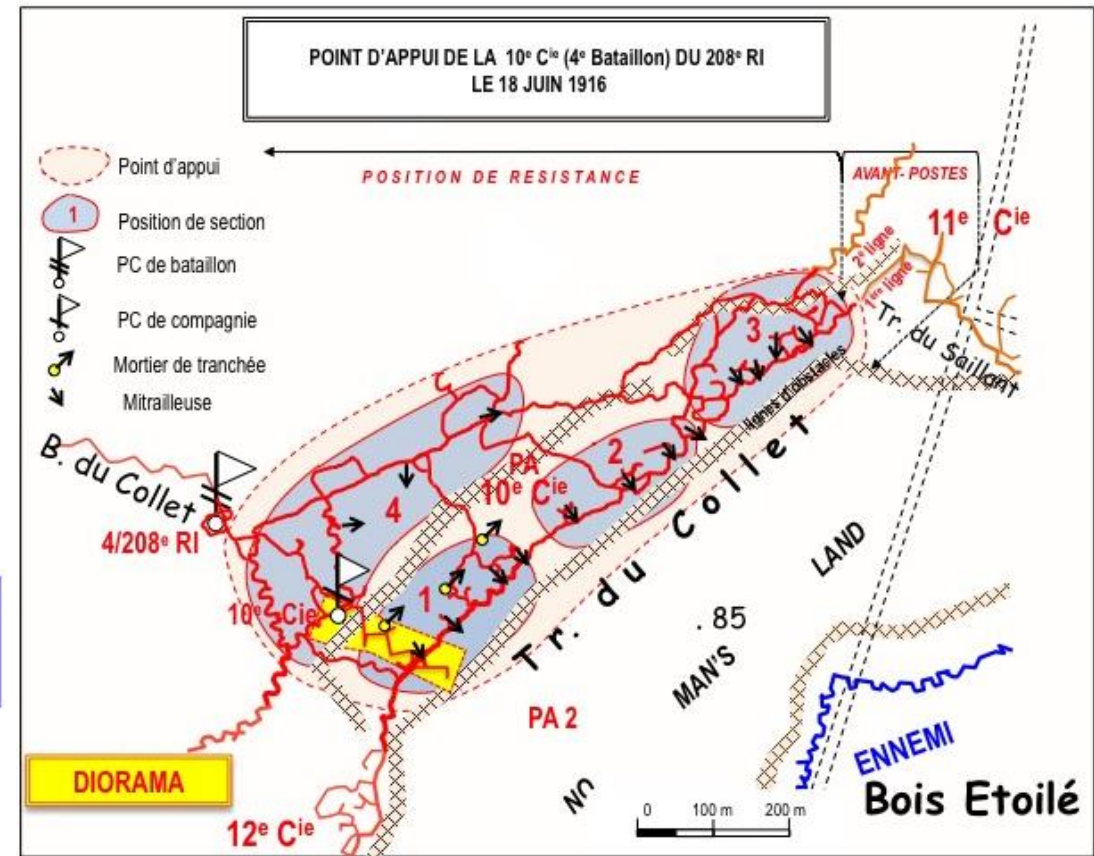 POINT D'APPUI DE LA 10e Cie (4e Bataillon) DU 208e RI
LE 18 JUIN 1916
Point d'appui
1
Position de section
PC de bataillon
PC de compagnie
Mortier de tranchée
Mitrailleuse
POSITION DE RESISTANCE
AVANT-POSTES
11e Cie
2e ligne
1ere ligne
Tr. du Saillant
3
lignes d'obstacles
2
PA
10e Cie
4
B. du Collet
4/208e RI
1
10e Cie
Tr. du Collet
NO MAN'S LAND
. 85
PA 2
ENNEMI
Bois Etoilé
DIORAMA
12e Cie
0 100 m 200 m